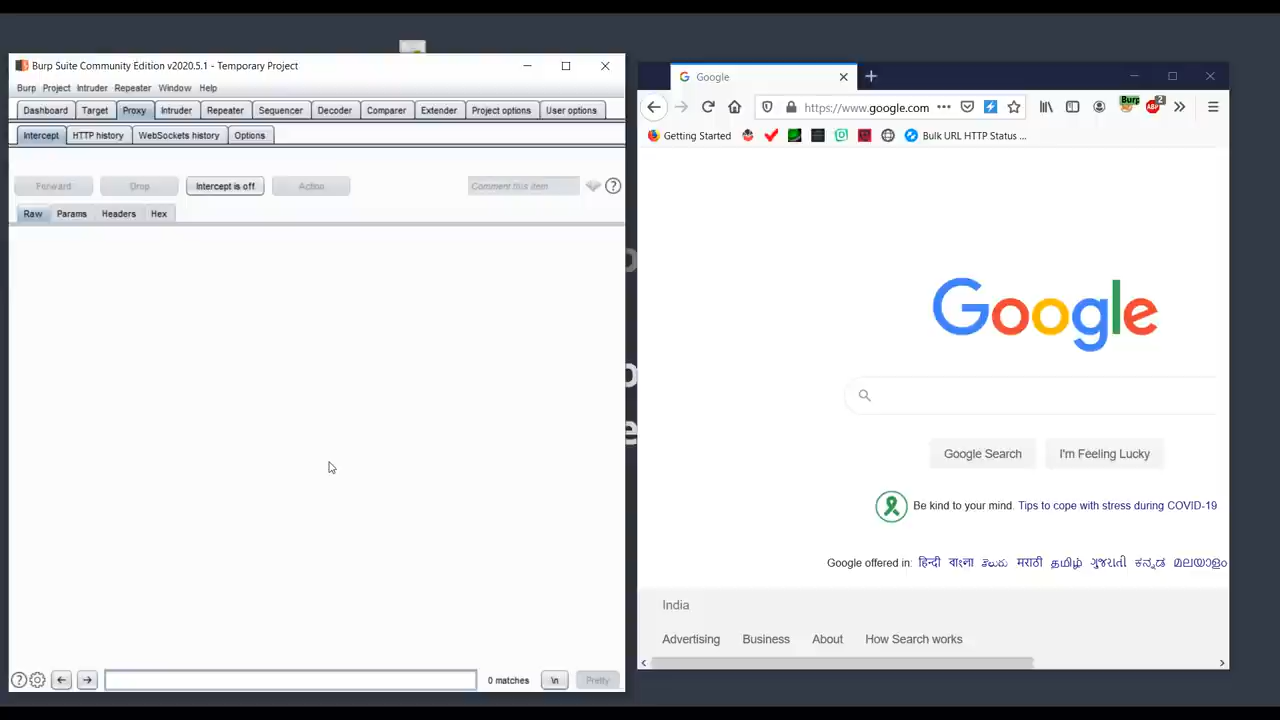 Burp Suite Community Edition v2020.5.1 - Temporary Project
Burp Project Intruder Repeater Window Help
Dashboard Target Proxy Intruder Repeater Sequencer Decoder Comparer Extender Project options User options
Intercept HTTP history WebSockets history Options
Forward Drop Intercept is off Action Comment this item ?
Raw Params Headers Hex
? 0 matches \n Pretty
Google
https://www.google.com
Burp ABP 2
Getting Started Bulk URL HTTP Status ...
Google
Google Search I'm Feeling Lucky
Be kind to your mind. Tips to cope with stress during COVID-19
Google offered in: हिन्दी বাংলা తెలుగు मराठी தமிழ் ગુજરાતી ಕನ್ನಡ മലയാളം
India
Advertising Business About How Search works